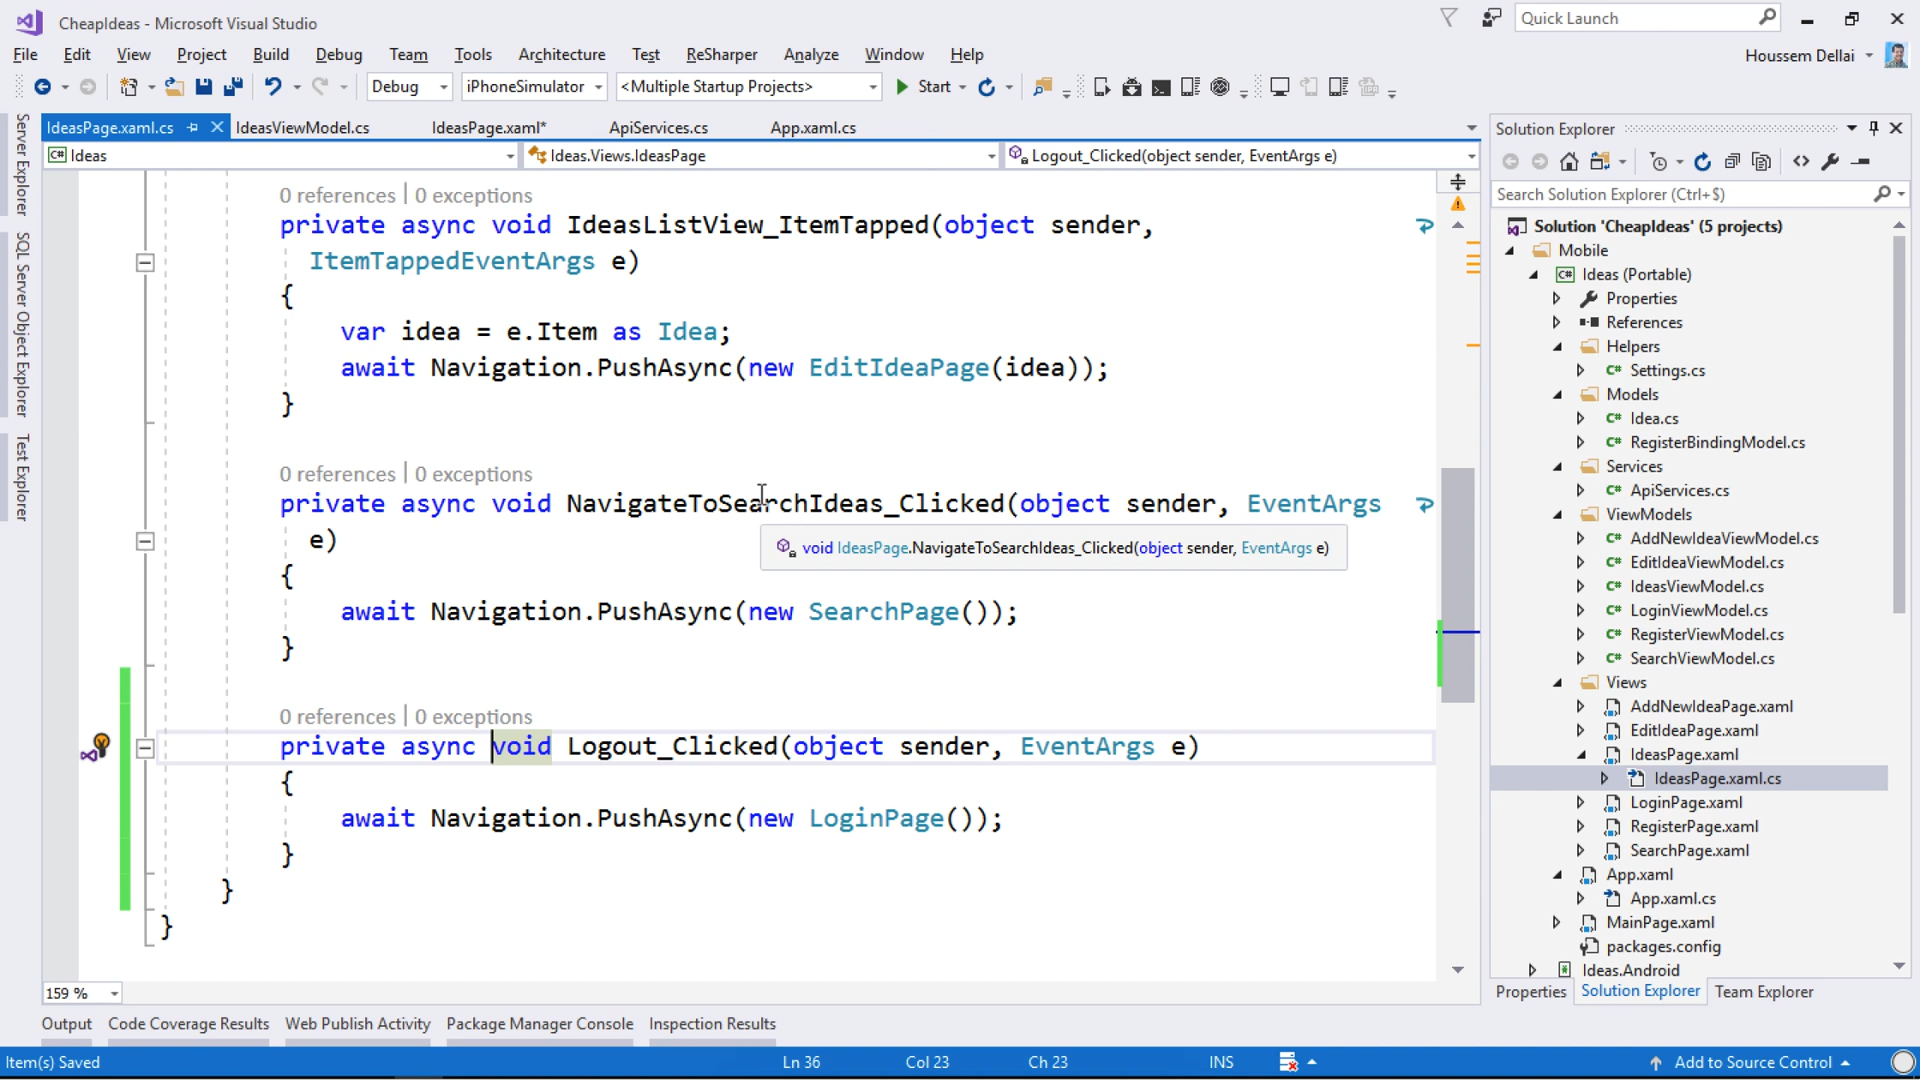 CheapIdeas - Microsoft Visual Studio
Quick Launch
File Edit View Project Build Debug Team Tools Architecture Test ReSharper Analyze Window Help
Houssem Dellai
Debug iPhoneSimulator <Multiple Startup Projects> Start
IdeasPage.xaml.cs IdeasViewModel.cs IdeasPage.xaml* ApiServices.cs App.xaml.cs
Ideas Ideas.Views.IdeasPage Logout_Clicked(object sender, EventArgs e)
Server Explorer
SQL Server Object Explorer
Test Explorer
0 references | 0 exceptions
private async void IdeasListView_ItemTapped(object sender,
ItemTappedEventArgs e)
{
var idea = e.Item as Idea;
await Navigation.PushAsync(new EditIdeaPage(idea));
}
0 references | 0 exceptions
private async void NavigateToSearchIdeas_Clicked(object sender, EventArgs
e)
void IdeasPage.NavigateToSearchIdeas_Clicked(object sender, EventArgs e)
{
await Navigation.PushAsync(new SearchPage());
}
0 references | 0 exceptions
private async void Logout_Clicked(object sender, EventArgs e)
{
await Navigation.PushAsync(new LoginPage());
}
}
}
159 %
Solution Explorer
Search Solution Explorer (Ctrl+$)
Solution 'CheapIdeas' (5 projects)
Mobile
C# Ideas (Portable)
Properties
References
Helpers
C# Settings.cs
Models
C# Idea.cs
C# RegisterBindingModel.cs
Services
C# ApiServices.cs
ViewModels
C# AddNewIdeaViewModel.cs
C# EditIdeaViewModel.cs
C# IdeasViewModel.cs
C# LoginViewModel.cs
C# RegisterViewModel.cs
C# SearchViewModel.cs
Views
AddNewIdeaPage.xaml
EditIdeaPage.xaml
IdeasPage.xaml
IdeasPage.xaml.cs
LoginPage.xaml
RegisterPage.xaml
SearchPage.xaml
App.xaml
App.xaml.cs
MainPage.xaml
packages.config
Ideas.Android
Properties Solution Explorer Team Explorer
Output Code Coverage Results Web Publish Activity Package Manager Console Inspection Results
Item(s) Saved Ln 36 Col 23 Ch 23 INS Add to Source Control